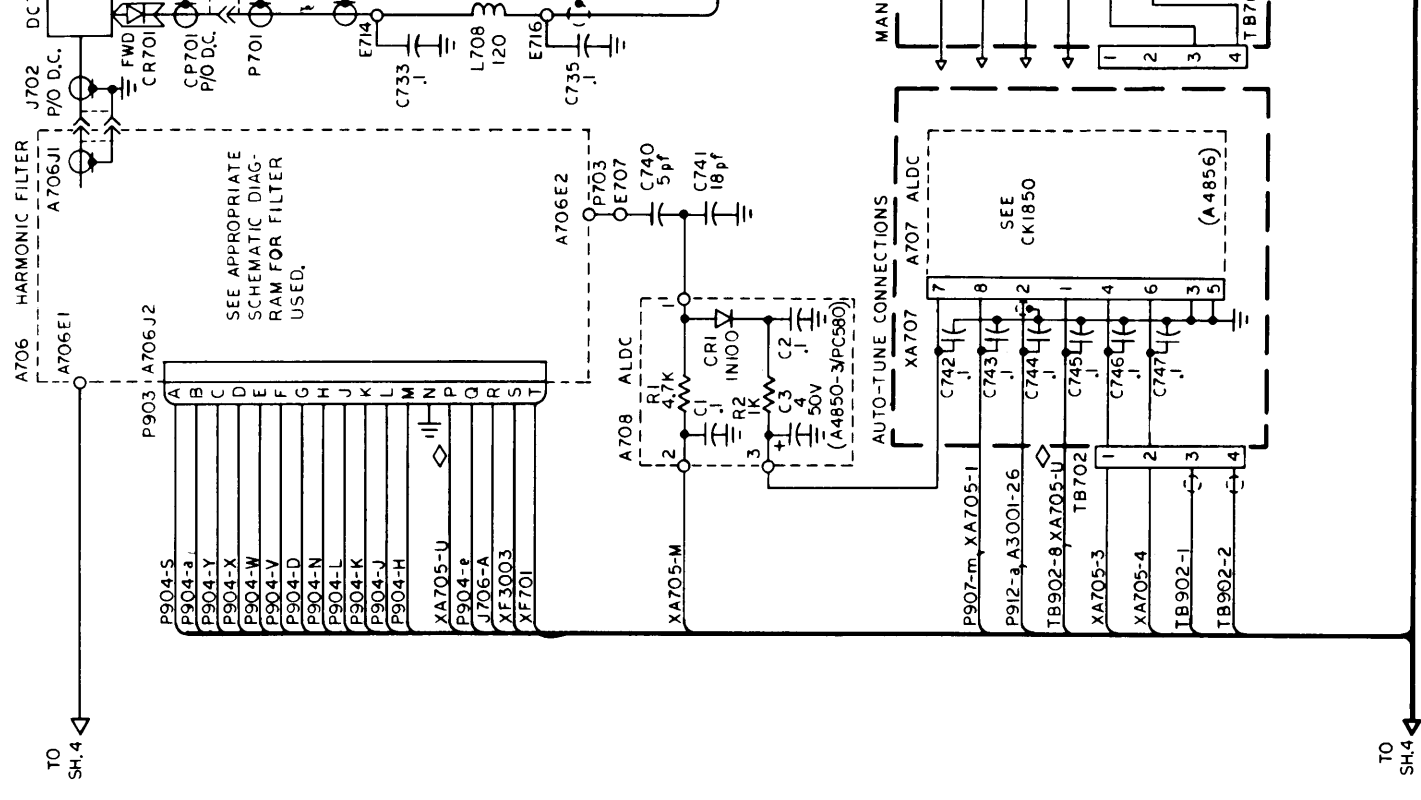 DC
J702
P/O D.C.
FWD
CR701
CP701
P/O D.C.
P701
E714
C733
.1
L708
120
E716
C735
.1
MAN
TB70
1
2
3
4
A706 HARMONIC FILTER
A706J1
A706E1
SEE APPROPRIATE
SCHEMATIC DIAG-
RAM FOR FILTER
USED.
A706E2
P703
E707
C740
5pf
C741
18pf
P903
A706J2
A
B
C
D
E
F
G
H
J
K
L
M
N
P
Q
R
S
T
P904-S
P904-a
P904-Y
P904-X
P904-W
P904-V
P904-D
P904-N
P904-L
P904-K
P904-J
P904-H
XA705-U
P904-e
J706-A
XF3003
XF701
A708 ALDC
1
2
3
R1
4.7K
C1
.1
CR1
IN100
R2
1K
C2
.1
C3
4
50V
+
(A4850-3/PC580)
XA705-M
AUTO-TUNE CONNECTIONS
A707 ALDC
SEE
CK1850
(A4856)
XA707
7
8
2
1
4
6
3
5
C742
.1
C743
.1
C744
.1
C745
.1
C746
.1
C747
.1
P907-m, XA705-1
P912-a, A3001-26
TB902-8, XA705-U
TB702
1
2
3
4
XA705-3
XA705-4
TB902-1
TB902-2
TO
SH.4
TO
SH.4